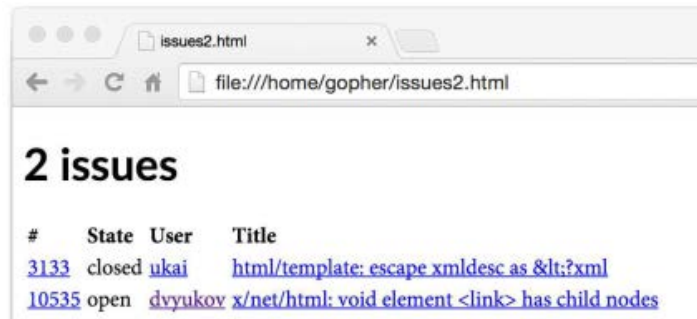 issues2.html
file:///home/gopher/issues2.html
2 issues
# State User Title
3133 closed ukai html/template: escape xmldesc as &lt;?xml
10535 open dvyukov x/net/html: void element <link> has child nodes